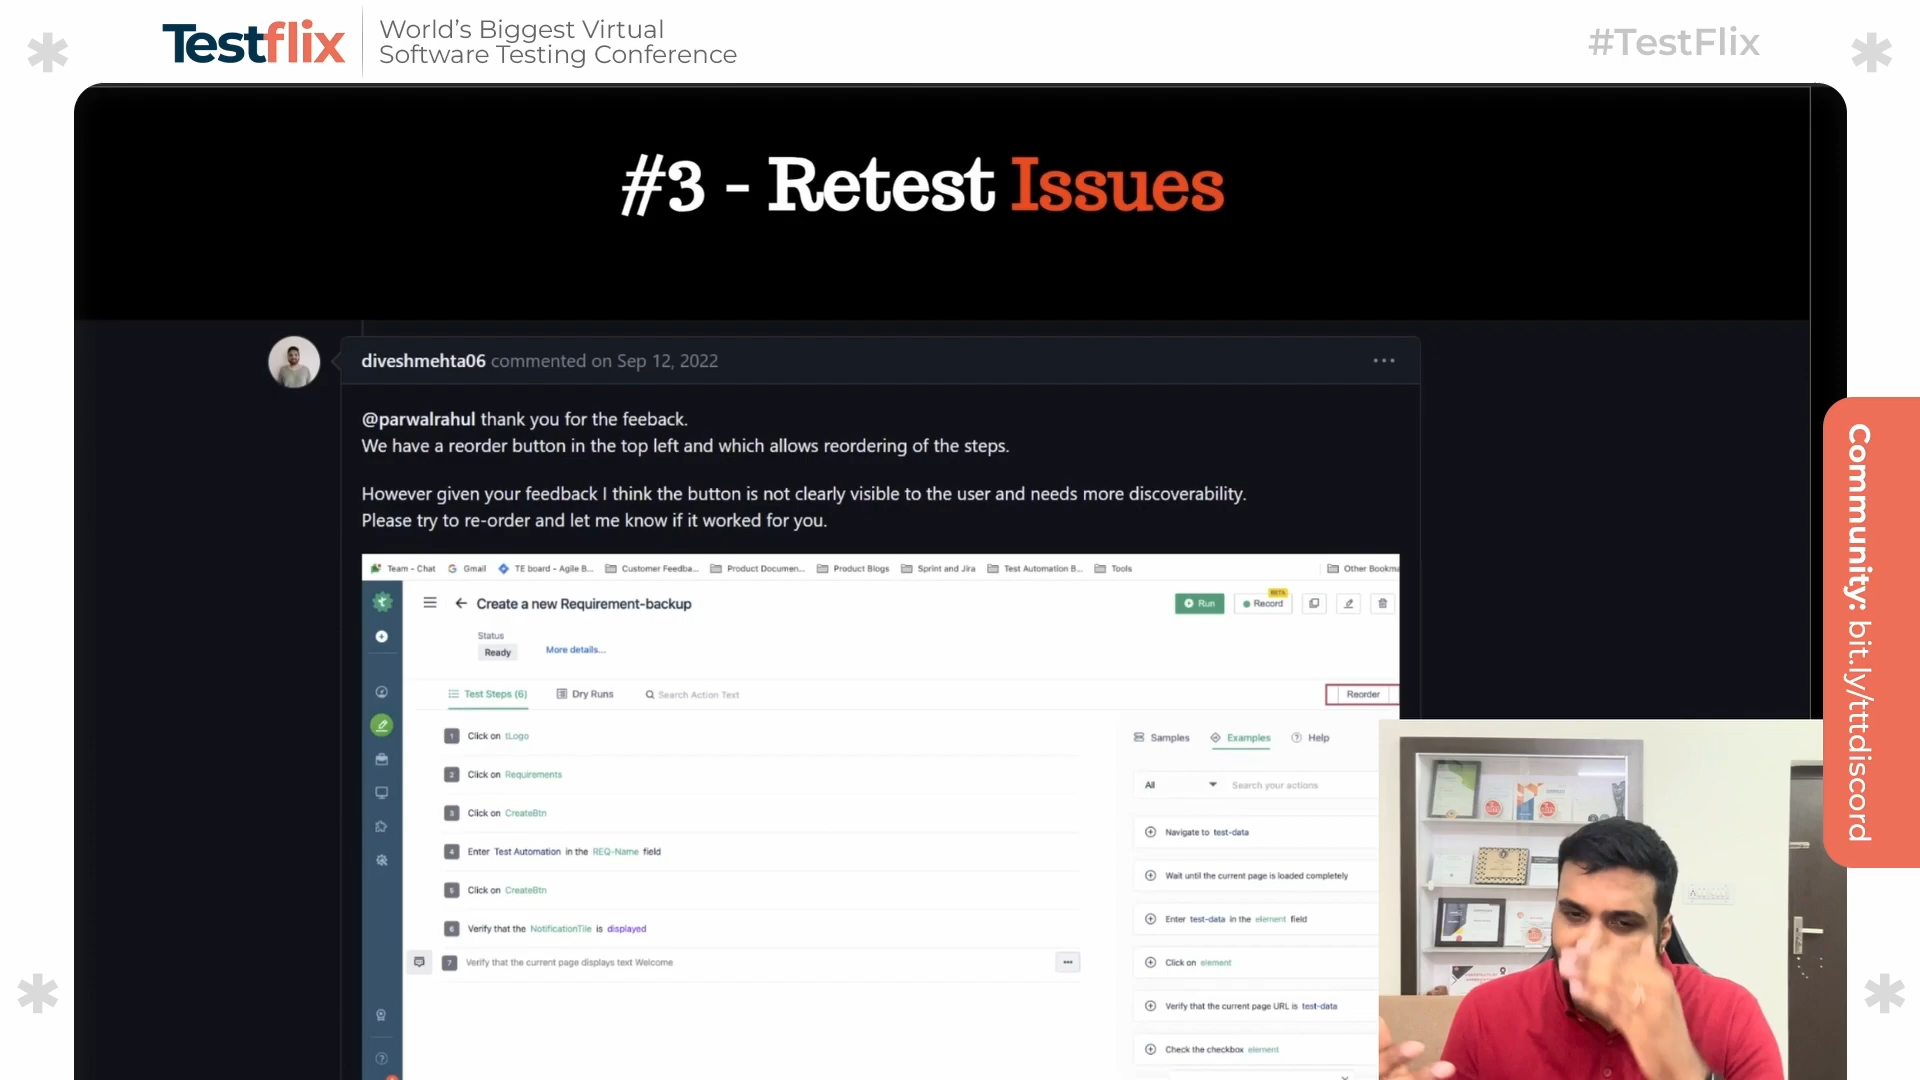 Testflix
World's Biggest Virtual
Software Testing Conference
#TestFlix
#3 - Retest Issues
diveshmehta06 commented on Sep 12, 2022
@parwalrahul thank you for the feeback.
We have a reorder button in the top left and which allows reordering of the steps.
However given your feedback I think the button is not clearly visible to the user and needs more discoverability.
Please try to re-order and let me know if it worked for you.
Team - Chat Gmail TE board - Agile B... Customer Feedba... Product Documen... Product Blogs Sprint and Jira Test Automation B... Tools Other Bookma
Create a new Requirement-backup
Run
Record
BETA
Status
Ready
More details...
Test Steps (6)
Dry Runs
Search Action Text
Reorder
1 Click on tLogo
2 Click on Requirements
3 Click on CreateBtn
4 Enter Test Automation in the REQ-Name field
5 Click on CreateBtn
6 Verify that the NotificationTile is displayed
7 Verify that the current page displays text Welcome
Samples
Examples
Help
All
Search your actions
Navigate to test-data
Wait until the current page is loaded completely
Enter test-data in the element field
Click on element
Verify that the current page URL is test-data
Check the checkbox element
Community: bit.ly/tttdiscord